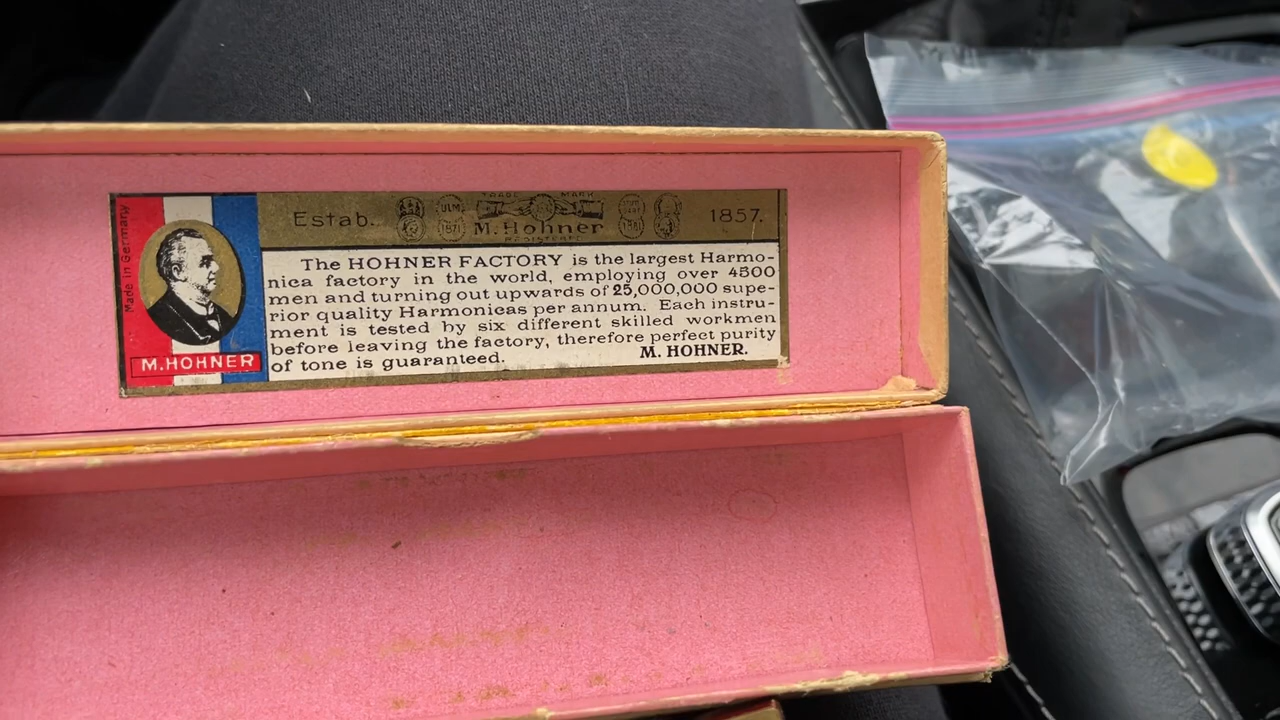 Made in Germany
M.HOHNER
Estab.
TRADE MARK
ULM
1871
M.Hohner
REGISTERED
1881
1857.
The HOHNER FACTORY is the largest Harmo-
nica factory in the world, employing over 4500
men and turning out upwards of 25,000,000 supe-
rior quality Harmonicas per annum. Each instru-
ment is tested by six different skilled workmen
before leaving the factory, therefore perfect purity
of tone is guaranteed.
M. HOHNER.